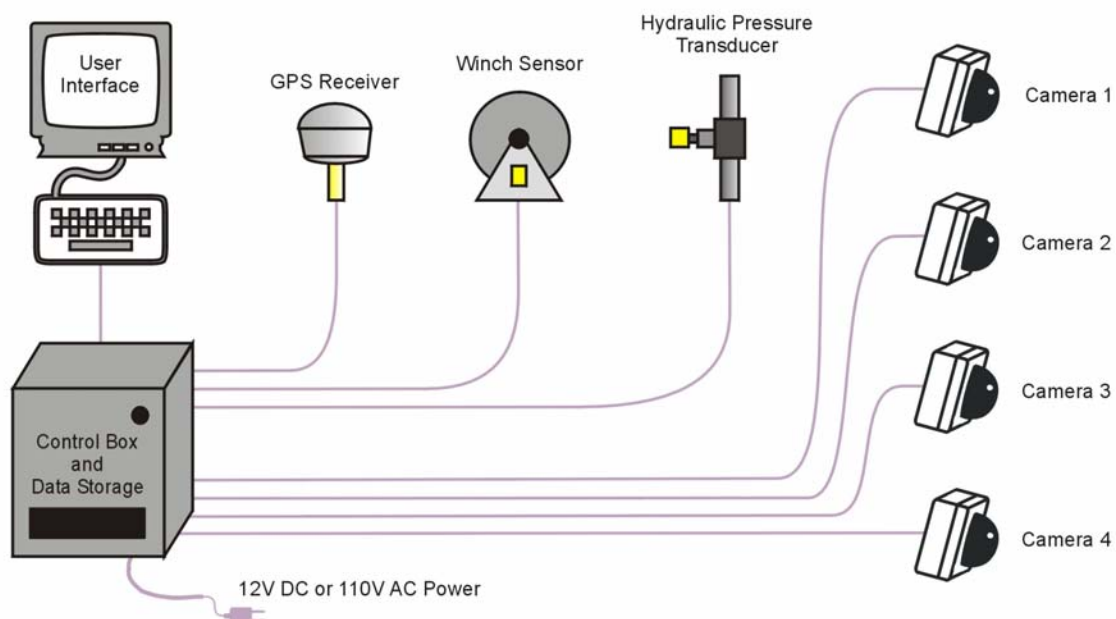 User
Interface
GPS Receiver
Winch Sensor
Hydraulic Pressure
Transducer
Camera 1
Camera 2
Camera 3
Camera 4
Control Box
and
Data Storage
12V DC or 110V AC Power